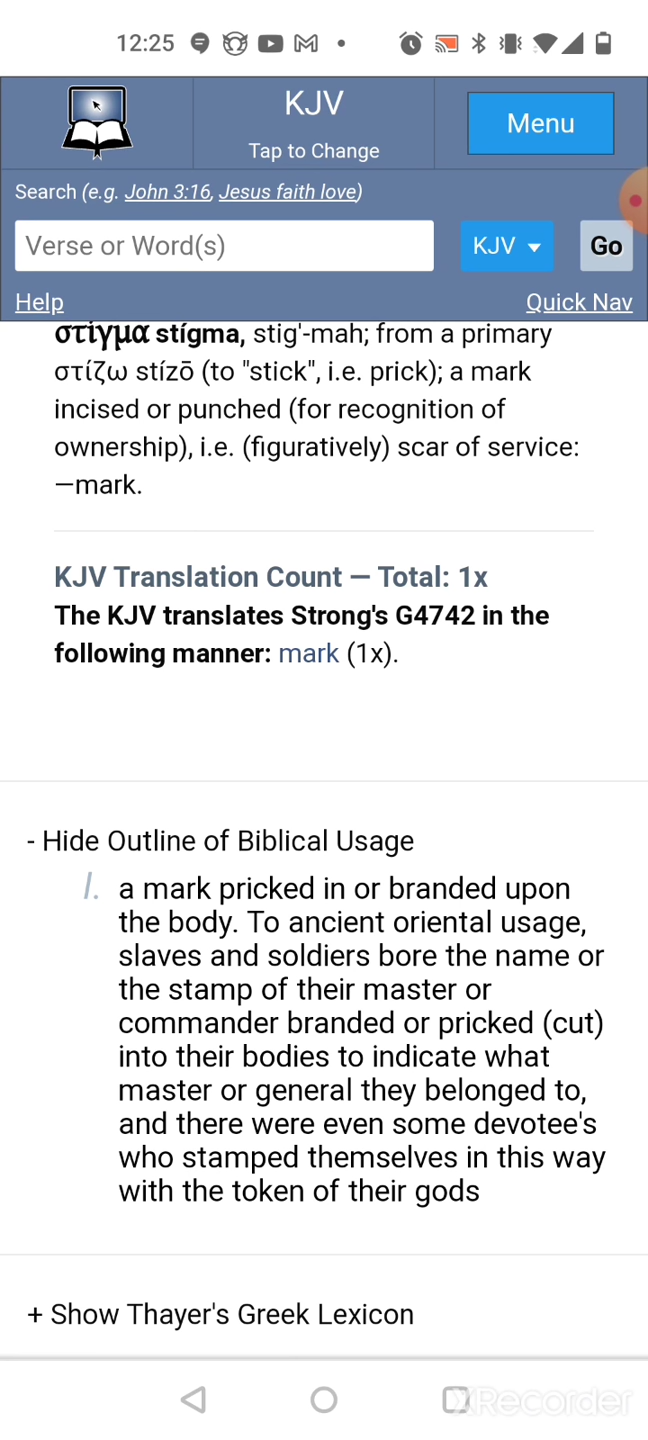 12:25
KJV
Tap to Change
Menu
Search (e.g. John 3:16, Jesus faith love)
Verse or Word(s)
KJV
Go
Help
Quick Nav
στίγμα stígma, stig'-mah; from a primary
στίζω stízō (to "stick", i.e. prick); a mark
incised or punched (for recognition of
ownership), i.e. (figuratively) scar of service:
—mark.
KJV Translation Count — Total: 1x
The KJV translates Strong's G4742 in the
following manner: mark (1x).
- Hide Outline of Biblical Usage
I. a mark pricked in or branded upon
the body. To ancient oriental usage,
slaves and soldiers bore the name or
the stamp of their master or
commander branded or pricked (cut)
into their bodies to indicate what
master or general they belonged to,
and there were even some devotee's
who stamped themselves in this way
with the token of their gods
+ Show Thayer's Greek Lexicon
XRecorder